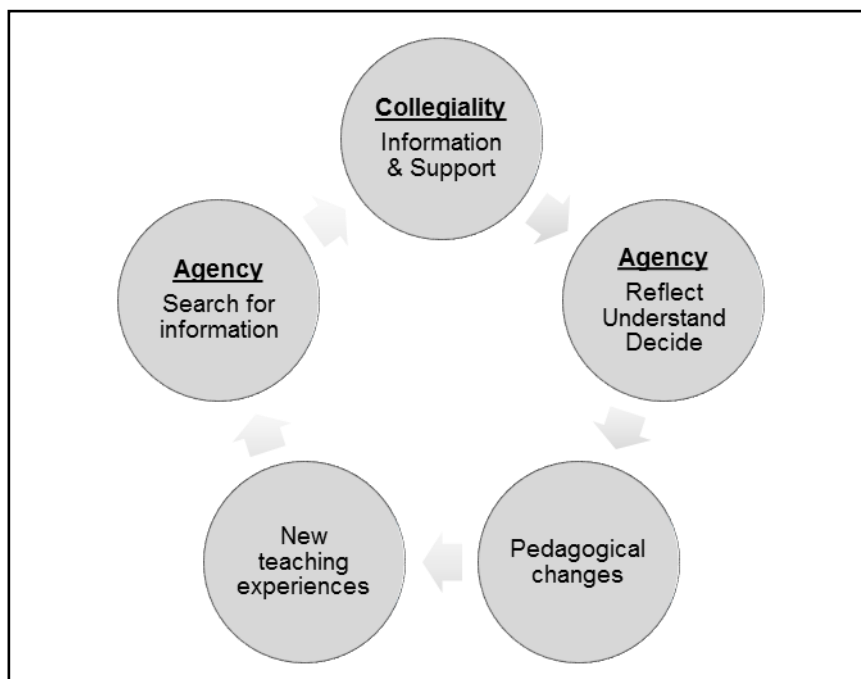 Collegiality
Information
& Support
Agency
Reflect
Understand
Decide
Pedagogical
changes
New
teaching
experiences
Agency
Search for
information